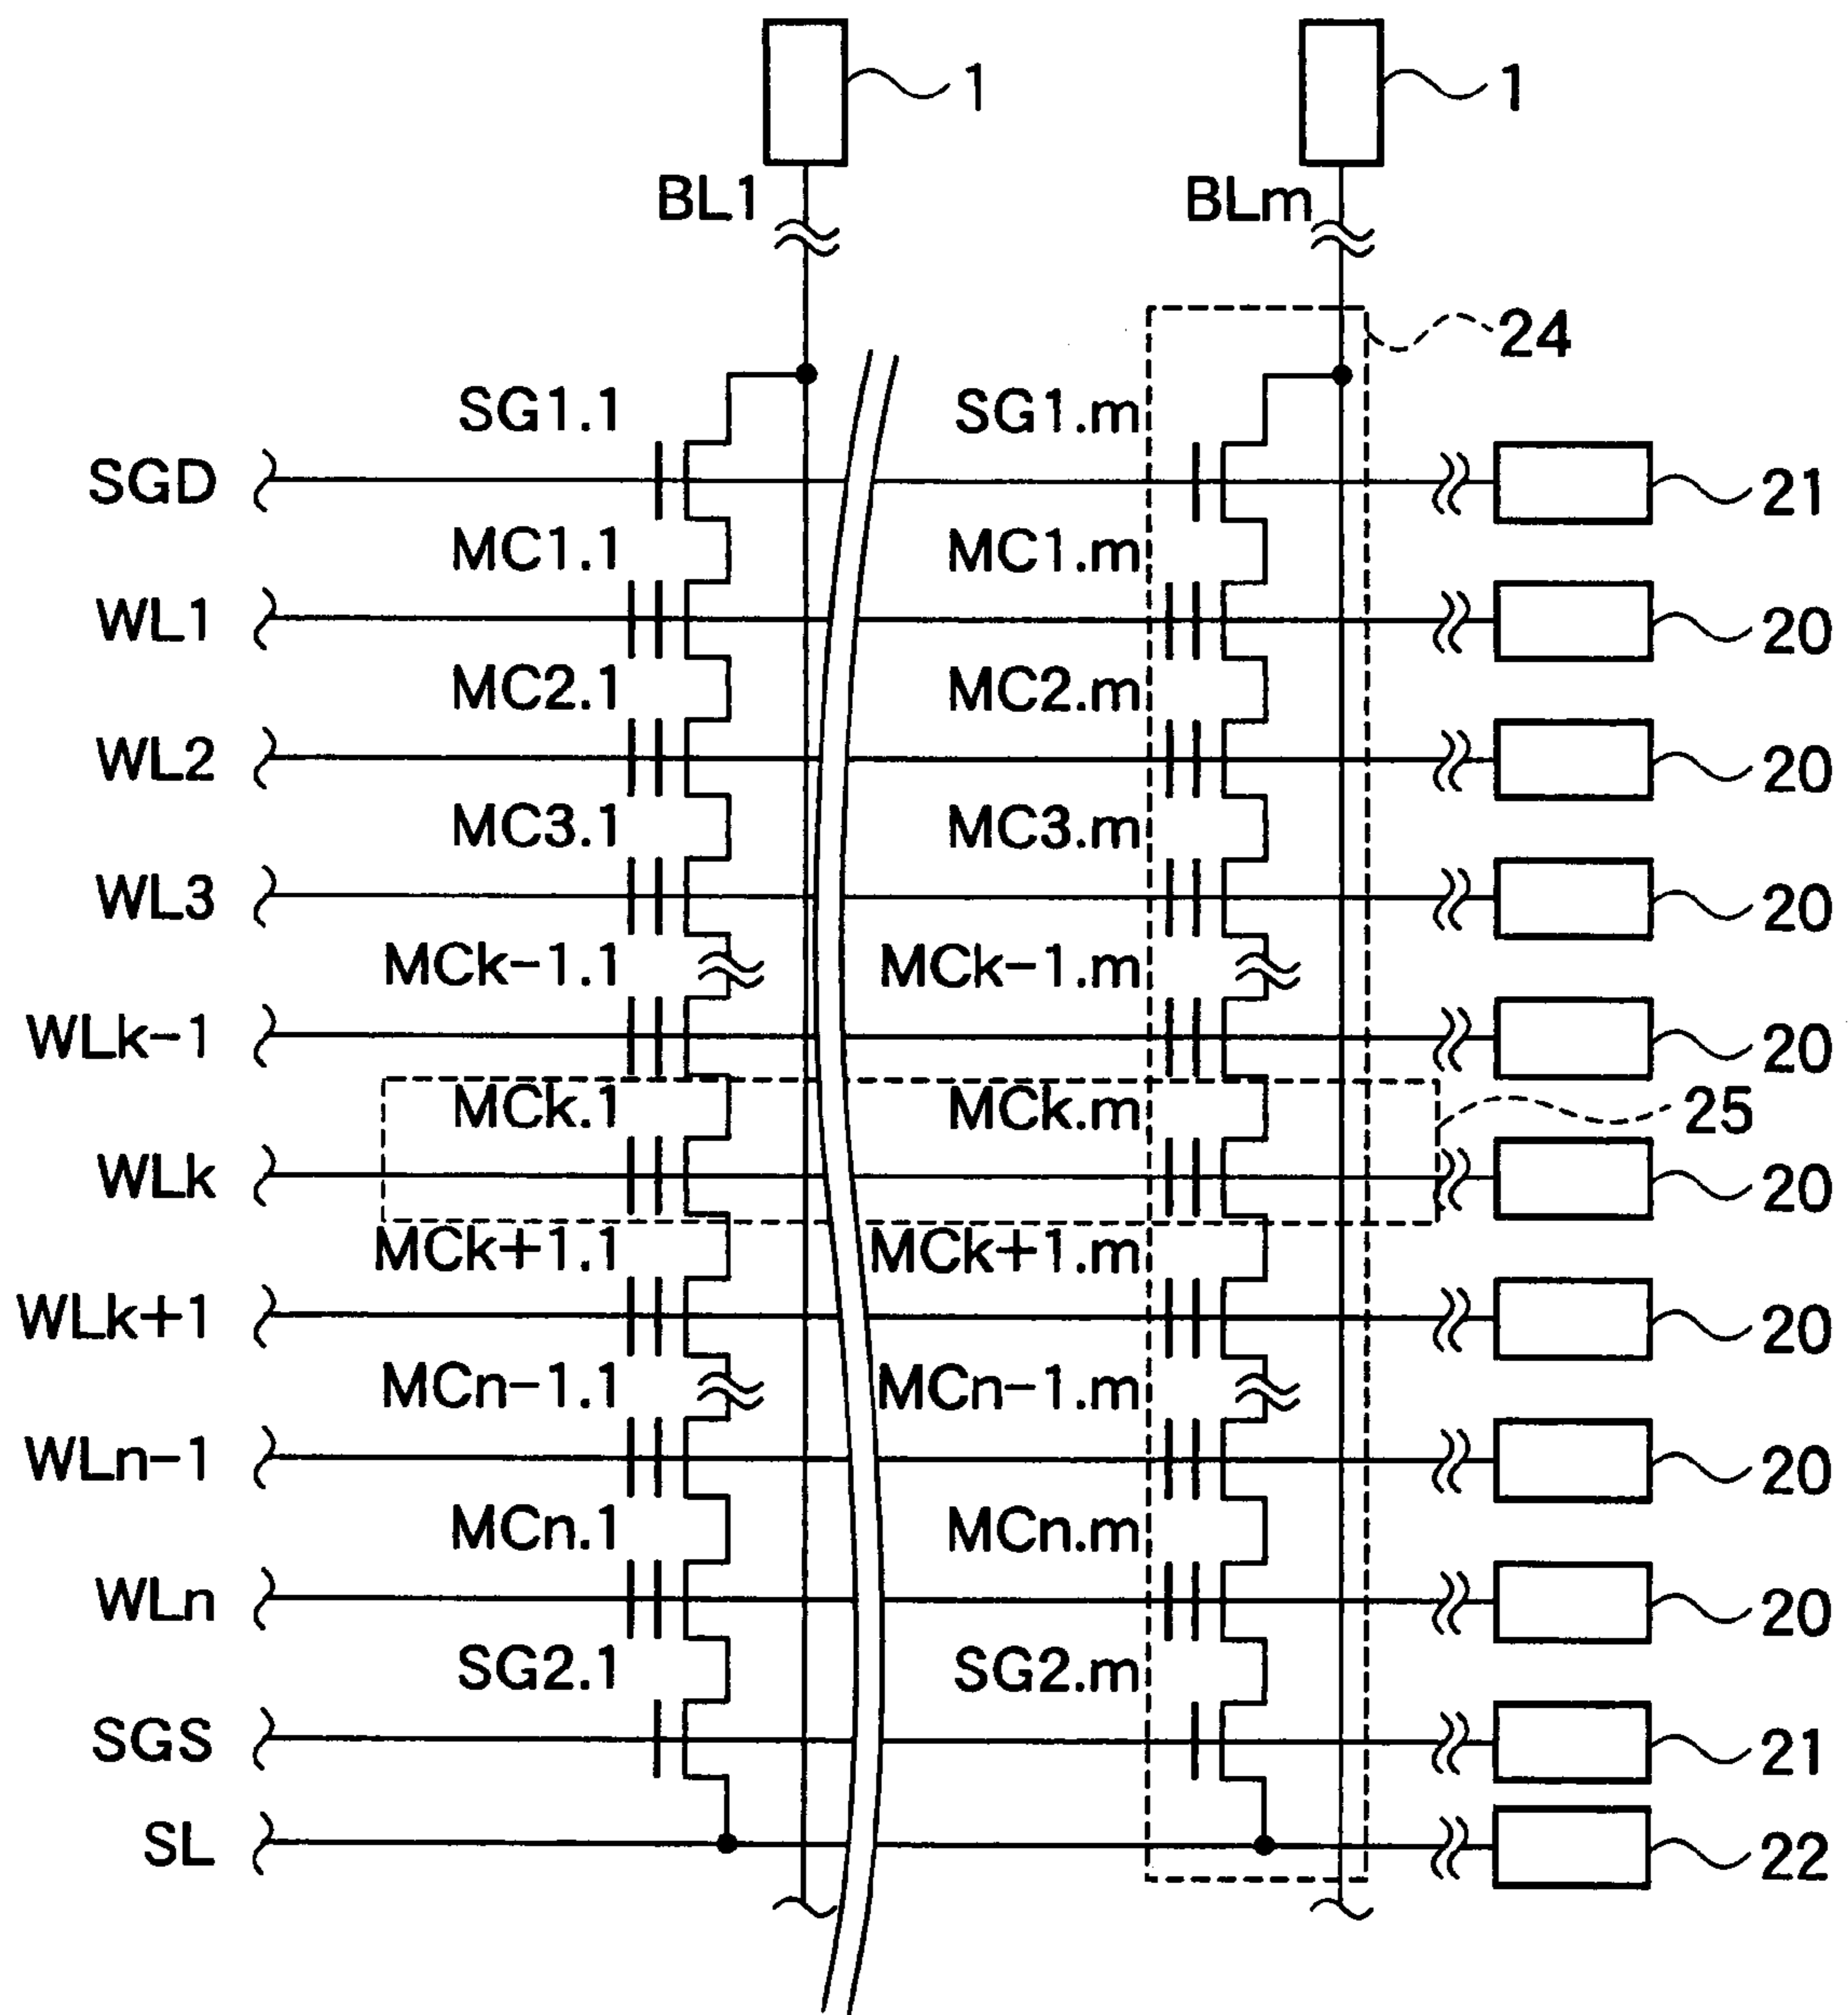 1 1
BL1 BLm
24
SG1.1 SG1.m
SGD 21
MC1.1 MC1.m
WL1 20
MC2.1 MC2.m
WL2 20
MC3.1 MC3.m
WL3 20
MCk-1.1 MCk-1.m
WLk-1 20
MCk.1 MCk.m 25
WLk 20
MCk+1.1 MCk+1.m
WLk+1 20
MCn-1.1 MCn-1.m
WLn-1 20
MCn.1 MCn.m
WLn 20
SG2.1 SG2.m
SGS 21
SL 22